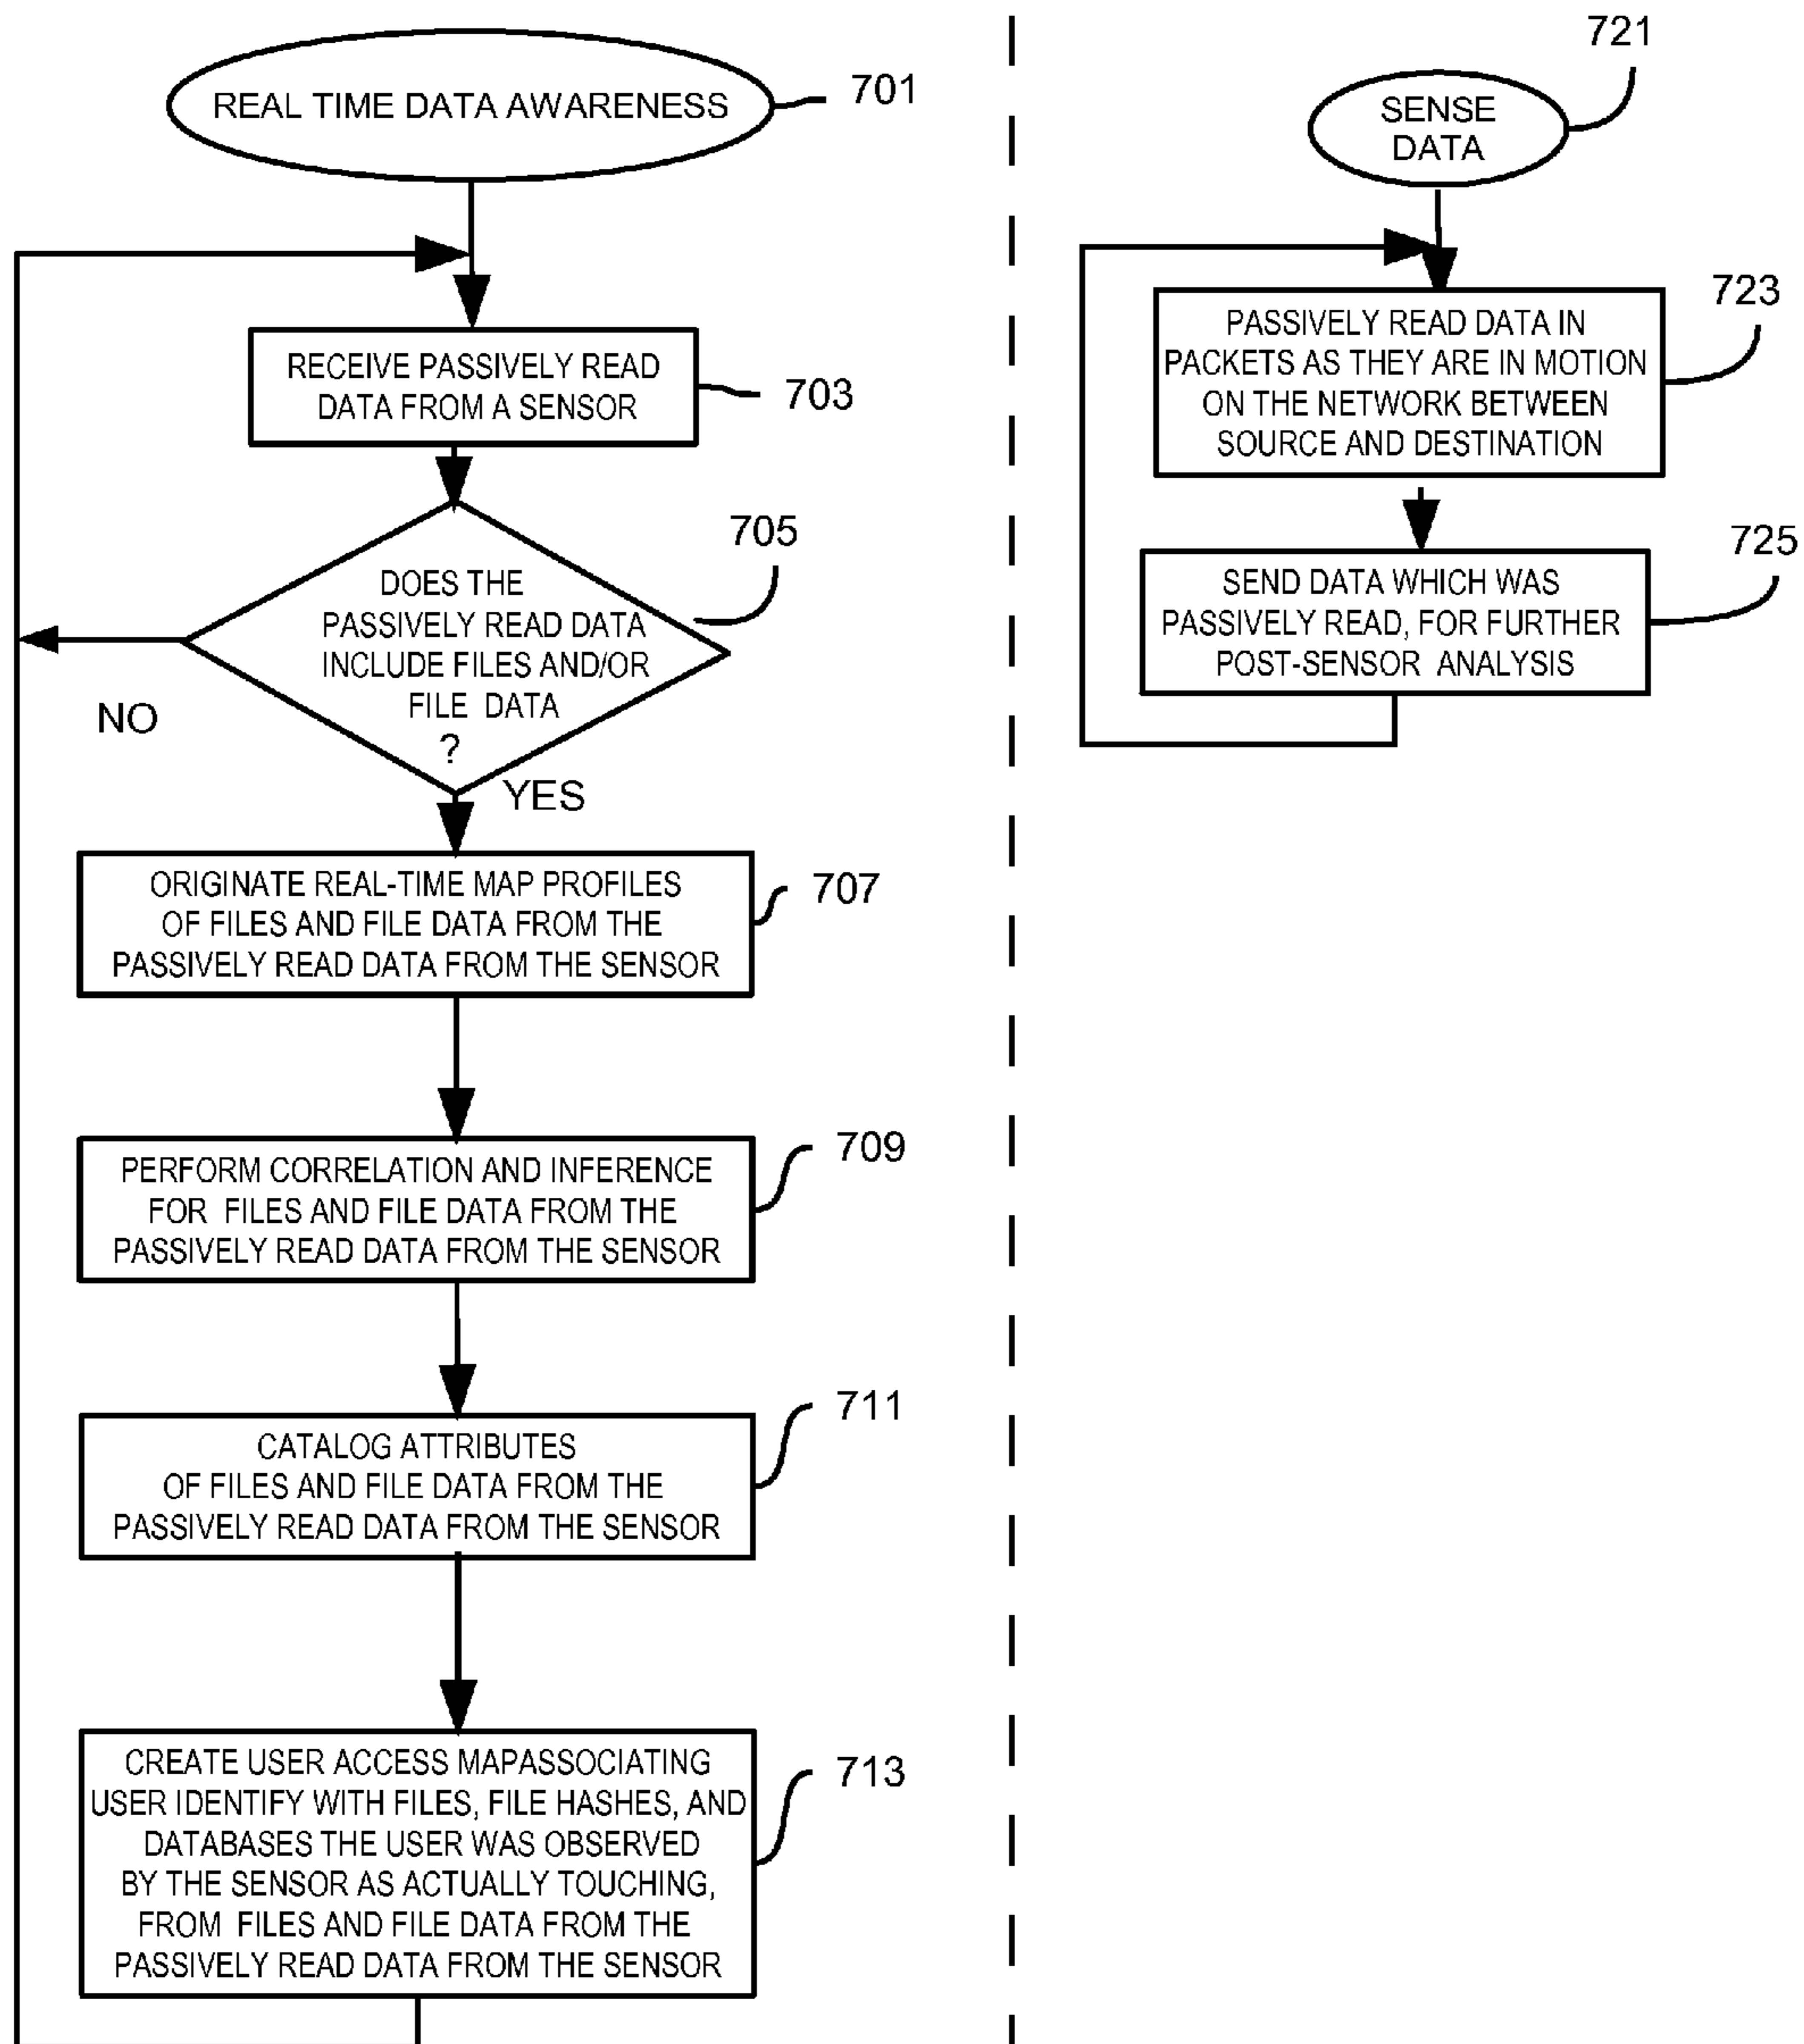 REAL TIME DATA AWARENESS
701
RECEIVE PASSIVELY READ
DATA FROM A SENSOR
703
705
DOES THE
PASSIVELY READ DATA
INCLUDE FILES AND/OR
FILE DATA
?
NO
YES
ORIGINATE REAL-TIME MAP PROFILES
OF FILES AND FILE DATA FROM THE
PASSIVELY READ DATA FROM THE SENSOR
707
PERFORM CORRELATION AND INFERENCE
FOR FILES AND FILE DATA FROM THE
PASSIVELY READ DATA FROM THE SENSOR
709
CATALOG ATTRIBUTES
OF FILES AND FILE DATA FROM THE
PASSIVELY READ DATA FROM THE SENSOR
711
CREATE USER ACCESS MAPASSOCIATING
USER IDENTIFY WITH FILES, FILE HASHES, AND
DATABASES THE USER WAS OBSERVED
BY THE SENSOR AS ACTUALLY TOUCHING,
FROM FILES AND FILE DATA FROM THE
PASSIVELY READ DATA FROM THE SENSOR
713
721
SENSE
DATA
723
PASSIVELY READ DATA IN
PACKETS AS THEY ARE IN MOTION
ON THE NETWORK BETWEEN
SOURCE AND DESTINATION
725
SEND DATA WHICH WAS
PASSIVELY READ, FOR FURTHER
POST-SENSOR ANALYSIS